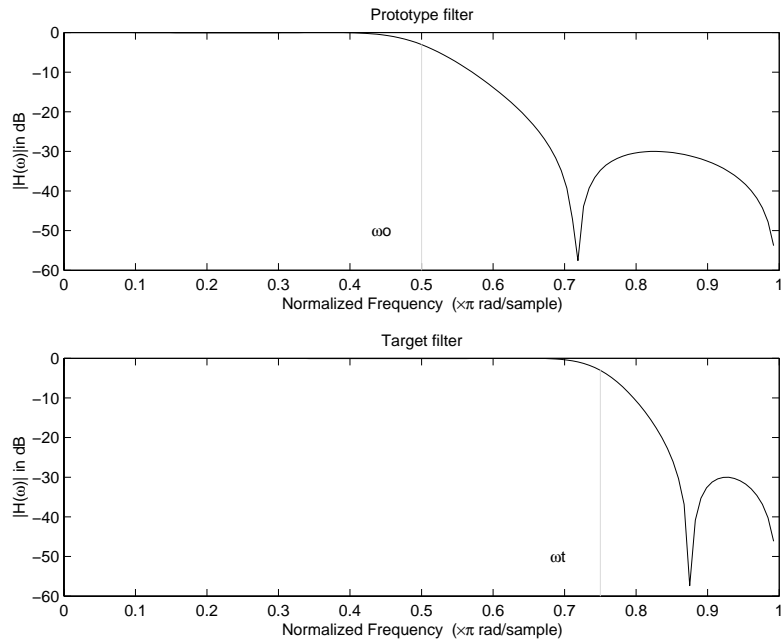 Prototype filter
|H(ω)|in dB
0
−10
−20
−30
−40
−50
−60
ωo
0 0.1 0.2 0.3 0.4 0.5 0.6 0.7 0.8 0.9 1
Normalized Frequency (×π rad/sample)
Target filter
|H(ω)| in dB
0
−10
−20
−30
−40
−50
−60
ωt
0 0.1 0.2 0.3 0.4 0.5 0.6 0.7 0.8 0.9 1
Normalized Frequency (×π rad/sample)